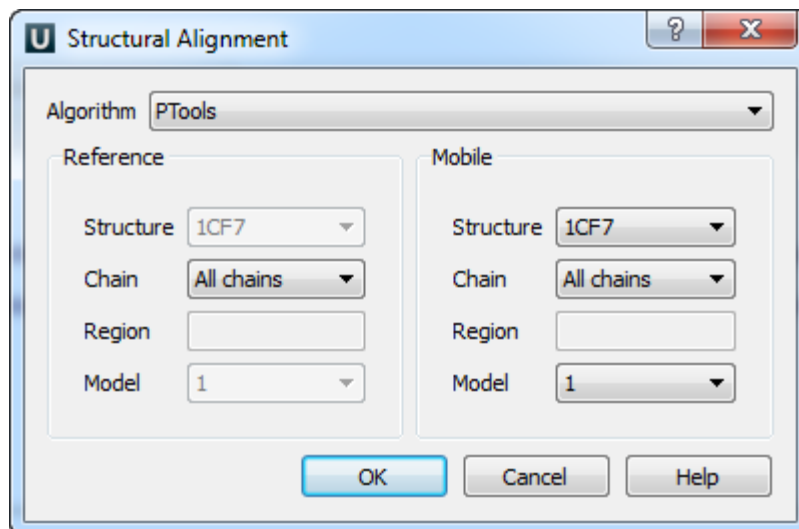 U Structural Alignment
? X
Algorithm PTools
Reference
Structure 1CF7
Chain All chains
Region
Model 1
Mobile
Structure 1CF7
Chain All chains
Region
Model 1
OK Cancel Help